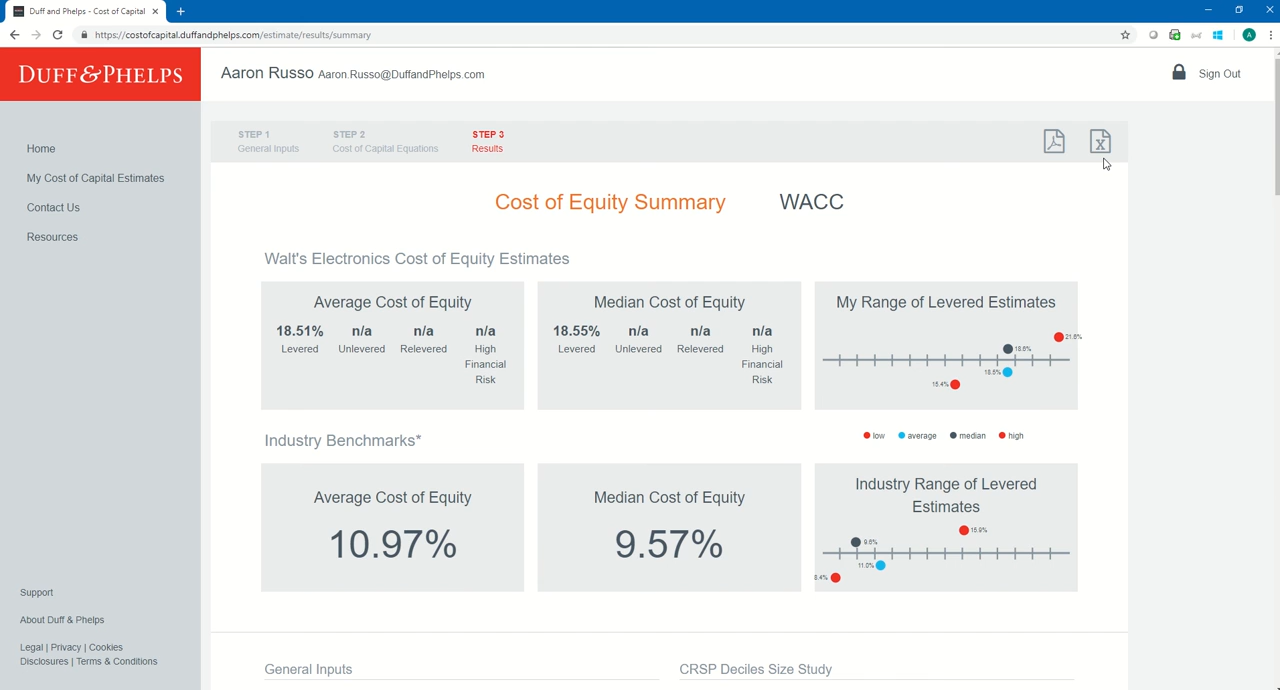 Duff and Phelps - Cost of Capital
https://costofcapital.duffandphelps.com/estimate/results/summary
A
DUFF&PHELPS
Aaron Russo Aaron.Russo@DuffandPhelps.com
Sign Out
Home
My Cost of Capital Estimates
Contact Us
Resources
Support
About Duff & Phelps
Legal | Privacy | Cookies
Disclosures | Terms & Conditions
STEP 1
General Inputs
STEP 2
Cost of Capital Equations
STEP 3
Results
X
Cost of Equity Summary
WACC
Walt's Electronics Cost of Equity Estimates
Average Cost of Equity
18.51%
Levered
n/a
Unlevered
n/a
Relevered
n/a
High
Financial
Risk
Median Cost of Equity
18.55%
Levered
n/a
Unlevered
n/a
Relevered
n/a
High
Financial
Risk
My Range of Levered Estimates
21.8%
18.6%
18.5%
15.4%
Industry Benchmarks*
low
average
median
high
Average Cost of Equity
10.97%
Median Cost of Equity
9.57%
Industry Range of Levered
Estimates
15.9%
9.6%
11.0%
8.4%
General Inputs
CRSP Deciles Size Study